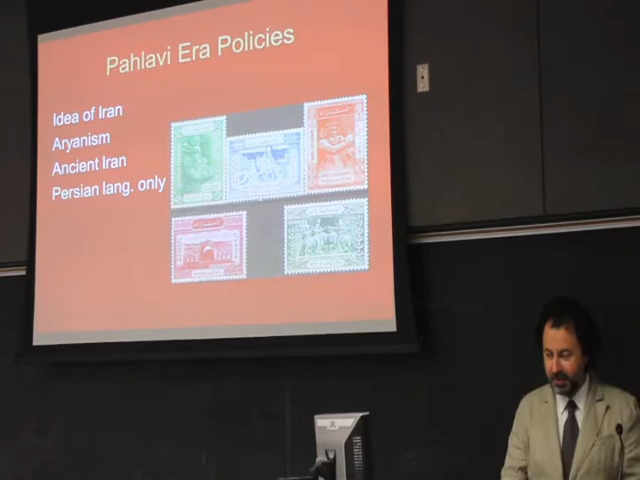 Pahlavi Era Policies
Idea of Iran
Aryanism
Ancient Iran
Persian lang. only